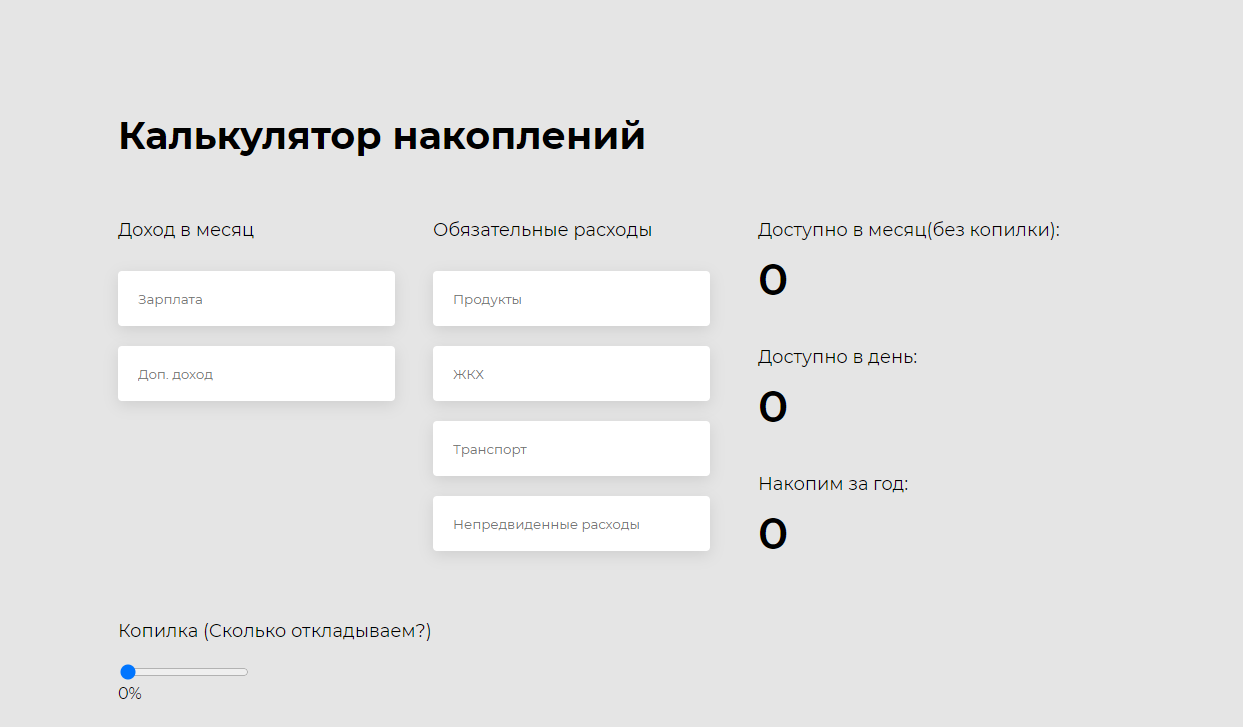 Калькулятор накоплений
Доход в месяц
Зарплата
Доп. доход
Обязательные расходы
Продукты
ЖКХ
Транспорт
Непредвиденные расходы
Доступно в месяц(без копилки):
0
Доступно в день:
0
Накопим за год:
0
Копилка (Сколько откладываем?)
0%